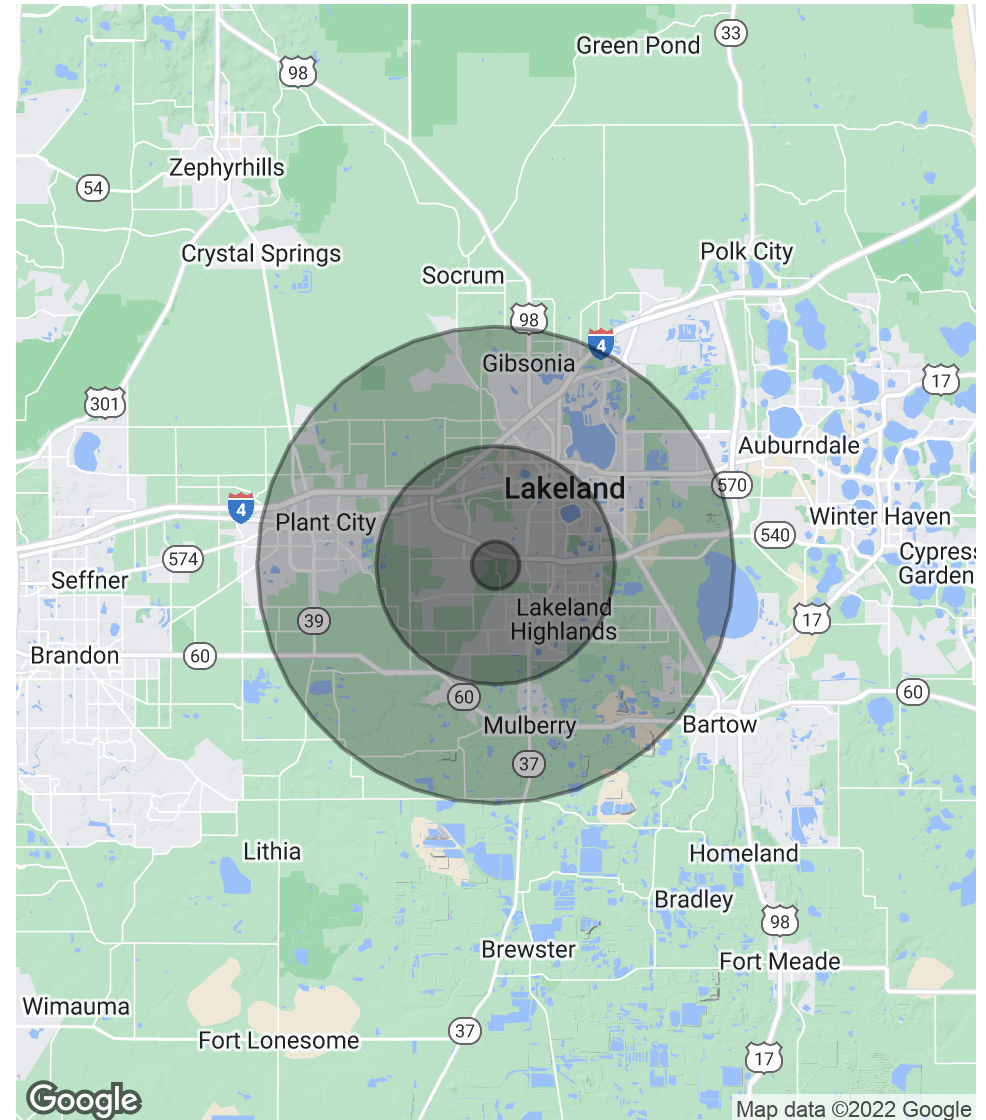 Green Pond
33
98
Zephyrhills
54
Crystal Springs
Polk City
Socrum
98
4
Gibsonia
17
301
Auburndale
570
Lakeland
4
Plant City
Winter Haven
540
574
Cypress
Garden
Seffner
Lakeland
Highlands
39
17
Brandon
60
60
60
Mulberry
Bartow
37
Lithia
Homeland
Bradley
98
Brewster
Fort Meade
Wimauma
37
Fort Lonesome
17
Google
Map data ©2022 Google